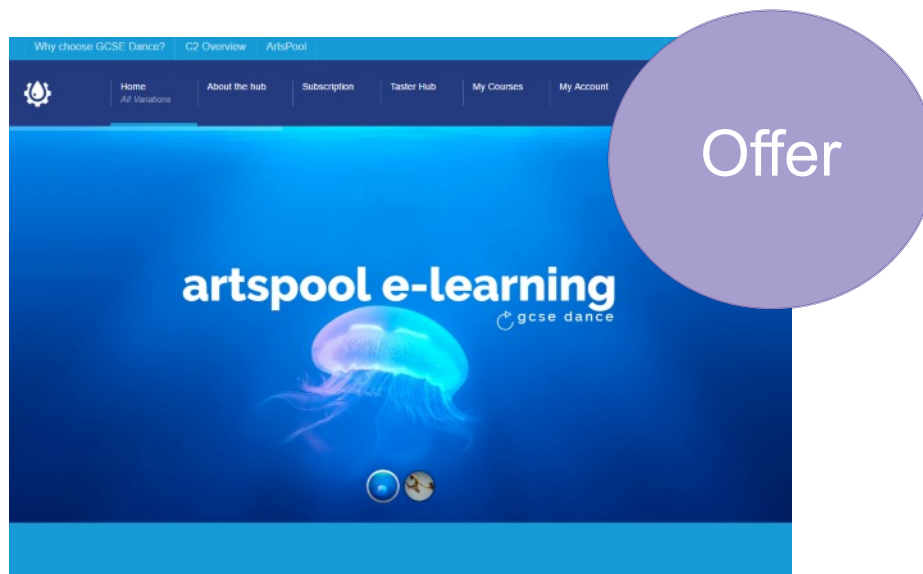 Why choose GCSE Dance? C2 Overview ArtsPool
Home About the hub Subscription Taster Hub My Courses My Account
All Variations
Offer
artspool e-learning
gcse dance